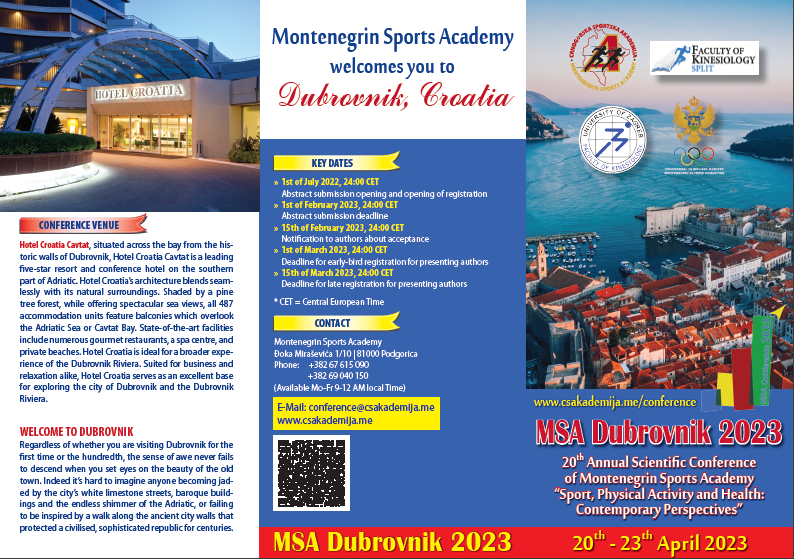 HOTEL CROATIA
CONFERENCE VENUE
Hotel Croatia Cavtat, situated across the bay from the his-
toric walls of Dubrovnik, Hotel Croatia Cavtat is a leading
five-star resort and conference hotel on the southern
part of Adriatic. Hotel Croatia's architecture blends seam-
lessly with its natural surroundings. Shaded by a pine
tree forest, while offering spectacular sea views, all 487
accommodation units feature balconies which overlook
the Adriatic Sea or Cavtat Bay. State-of-the-art facilities
include numerous gourmet restaurants, a spa centre, and
private beaches. Hotel Croatia is ideal for a broader expe-
rience of the Dubrovnik Riviera. Suited for business and
relaxation alike, Hotel Croatia serves as an excellent base
for exploring the city of Dubrovnik and the Dubrovnik
Riviera.
WELCOME TO DUBROVNIK
Regardless of whether you are visiting Dubrovnik for the
first time or the hundredth, the sense of awe never fails
to descend when you set eyes on the beauty of the old
town. Indeed it's hard to imagine anyone becoming jad-
ed by the city's white limestone streets, baroque build-
ings and the endless shimmer of the Adriatic, or failing
to be inspired by a walk along the ancient city walls that
protected a civilised, sophisticated republic for centuries.
Montenegrin Sports Academy
welcomes you to
Dubrovnik, Croatia
KEY DATES
» 1st of July 2022, 24:00 CET
Abstract submission opening and opening of registration
» 1st of February 2023, 24:00 CET
Abstract submission deadline
» 15th of February 2023, 24:00 CET
Notification to authors about acceptance
» 1st of March 2023, 24:00 CET
Deadline for early-bird registration for presenting authors
» 15th of March 2023, 24:00 CET
Deadline for late registration for presenting authors
* CET = Central European Time
CONTACT
Montenegrin Sports Academy
Đoka Miraševića 1/10 | 81000 Podgorica
Phone: +382 67 615 090
+382 69 040 150
(Available Mo-Fr 9-12 AM local Time)
E-Mail: conference@csakademija.me
www.csakademija.me
MSA Dubrovnik 2023
CRNOGORSKA SPORTSKA AKADEMIJA
MONTENEGRIN SPORTS ACADEMY
FACULTY OF
KINESIOLOGY
SPLIT
UNIVERSITY OF ZAGREB
FACULTY OF KINESIOLOGY
MSA Conference 2023
www.csakademija.me/conference
MSA Dubrovnik 2023
20th Annual Scientific Conference
of Montenegrin Sports Academy
"Sport, Physical Activity and Health:
Contemporary Perspectives"
20th - 23th April 2023